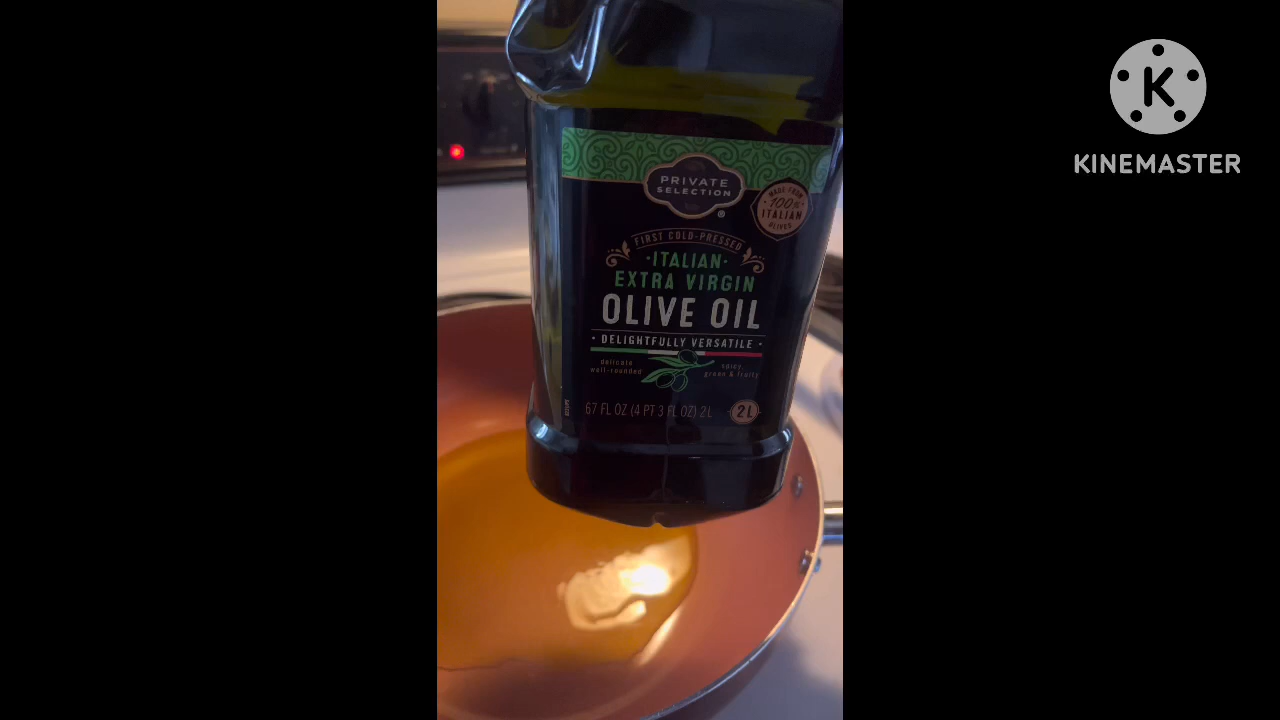 PRIVATE
SELECTION
®
MADE FROM
100%
ITALIAN
OLIVES
FIRST COLD-PRESSED
·ITALIAN·
EXTRA VIRGIN
OLIVE OIL
· DELIGHTFULLY VERSATILE ·
delicate
well-rounded
spicy,
green & fruity
67 FL OZ (4 PT 3 FL OZ) 2L
2L
K
KINEMASTER